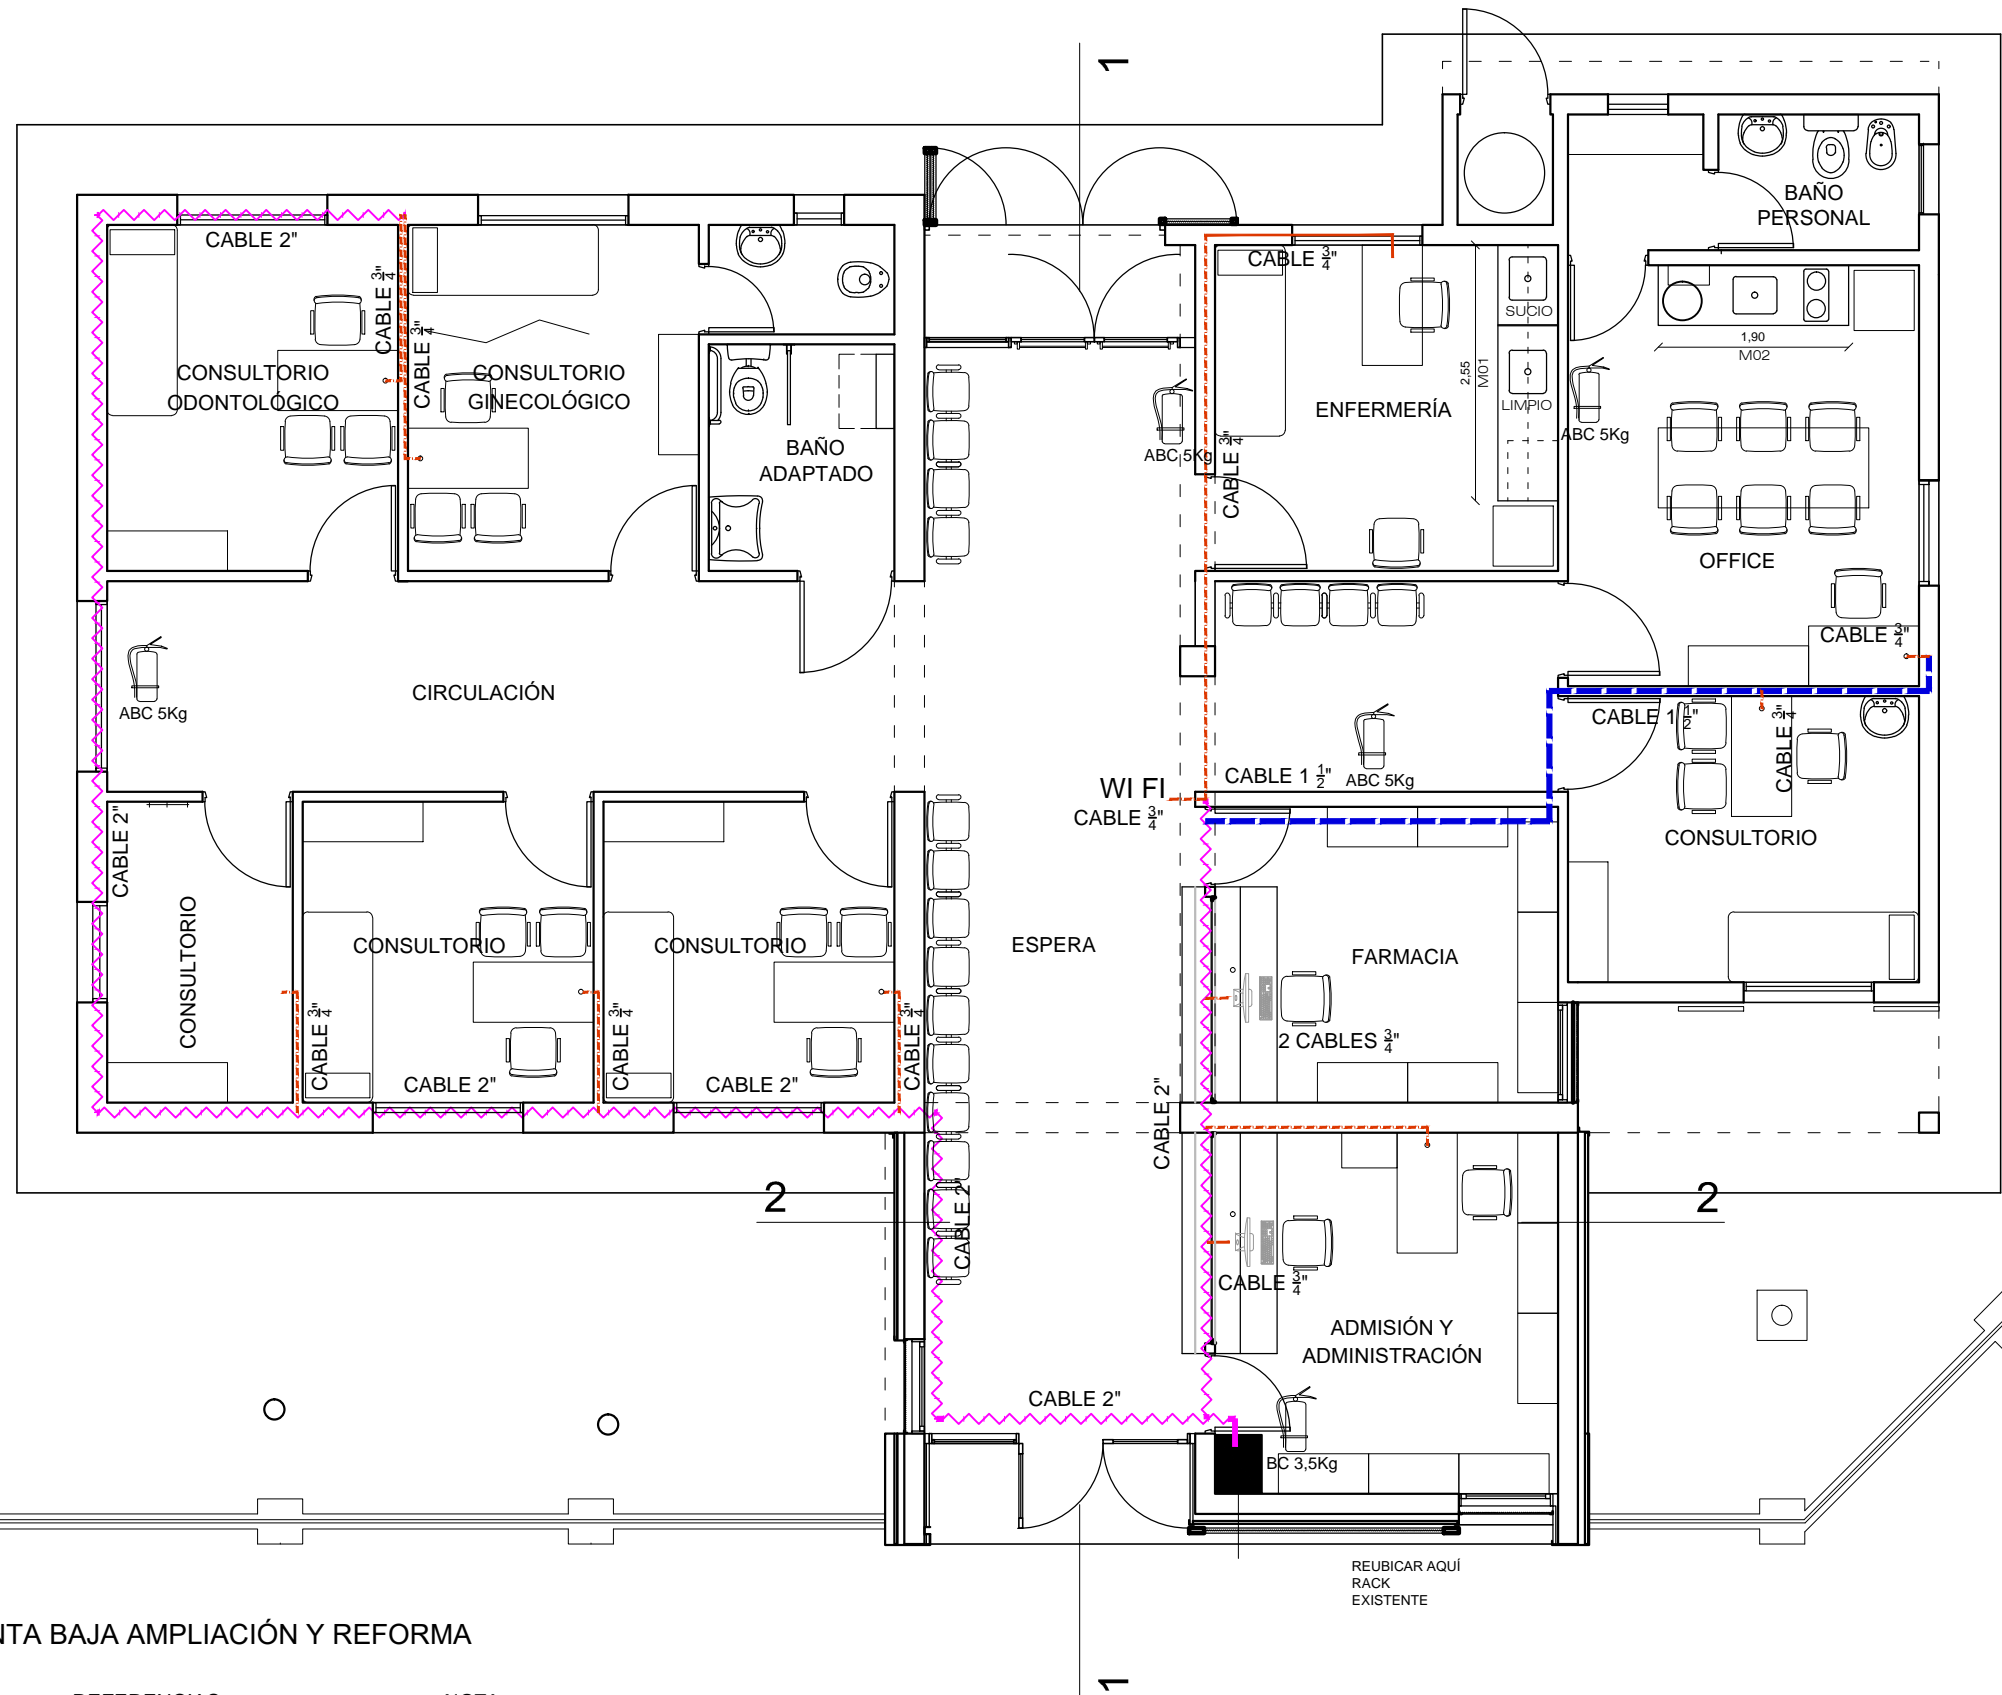 1
BAÑO
PERSONAL
CABLE 2"
CABLE 3/4"
CABLE 3/4"
CABLE 3/4"
SUCIO
1,90
M02
2,55
M01
LIMPIO
CONSULTORIO
ODONTOLÓGICO
CONSULTORIO
GINECOLÓGICO
ENFERMERÍA
ABC 5Kg
BAÑO
ADAPTADO
ABC 5Kg
CABLE 3/4"
OFFICE
CABLE 3/4"
CIRCULACIÓN
ABC 5Kg
CABLE 1 1/2"
CABLE 3/4"
WI FI
CABLE 3/4"
CABLE 1 1/2"
ABC 5Kg
CABLE 2"
CONSULTORIO
CONSULTORIO
CONSULTORIO
CONSULTORIO
ESPERA
FARMACIA
CABLE 3/4"
CABLE 3/4"
CABLE 3/4"
2 CABLES 3/4"
CABLE 2"
CABLE 2"
CABLE 2"
2
2
CABLE 2"
CABLE 3/4"
ADMISIÓN Y
ADMINISTRACIÓN
CABLE 2"
BC 3,5Kg
REUBICAR AQUÍ
RACK
EXISTENTE
NTA BAJA AMPLIACIÓN Y REFORMA
1